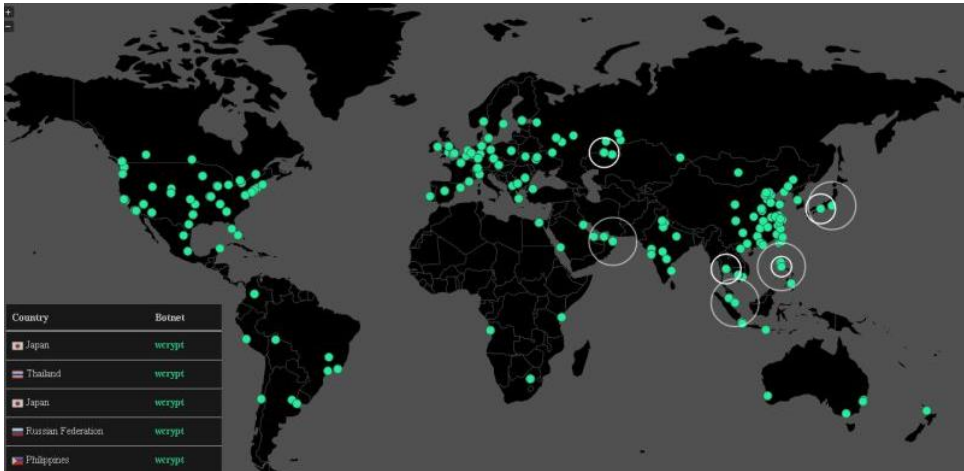 +
−
Country Botnet
Japan wcrypt
Thailand wcrypt
Japan wcrypt
Russian Federation wcrypt
Philippines wcrypt